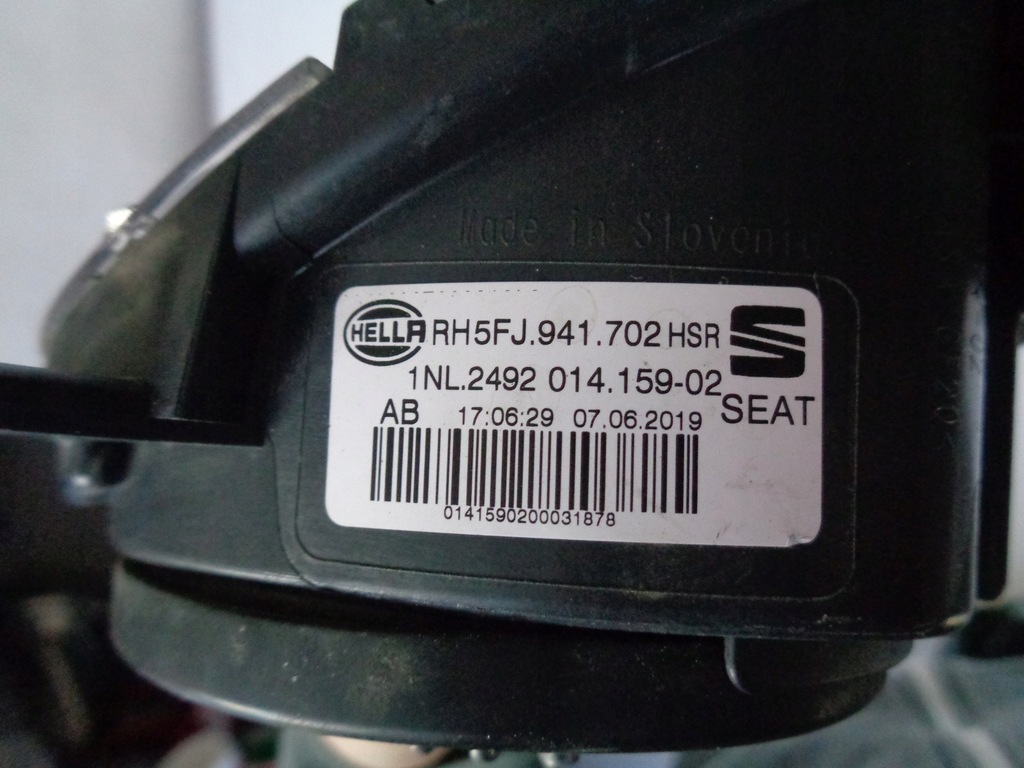 Made in Slovenia
HELLA RH5FJ.941.702 HSR
1NL.2492 014.159-02
SEAT
AB 17:06:29 07.06.2019
0141590200031878